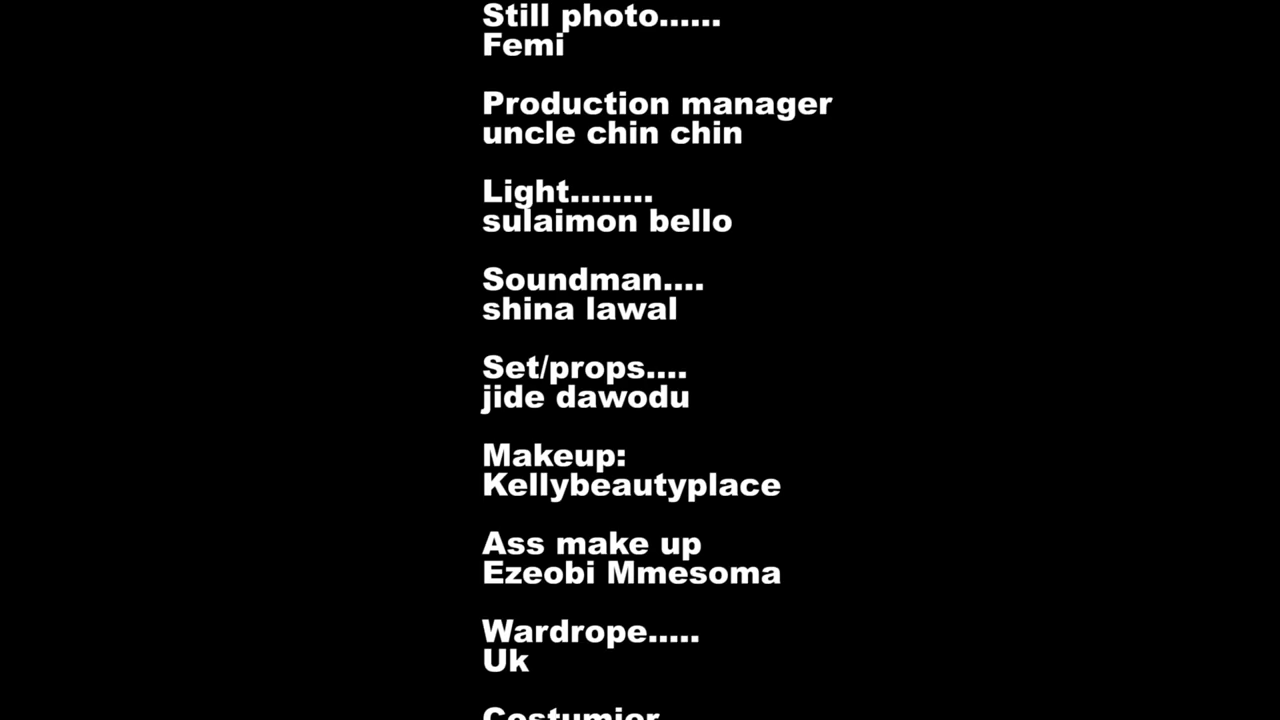 Still photo......
Femi
Production manager
uncle chin chin
Light........
sulaimon bello
Soundman....
shina lawal
Set/props....
jide dawodu
Makeup:
Kellybeautyplace
Ass make up
Ezeobi Mmesoma
Wardrope.....
Uk
Costumier